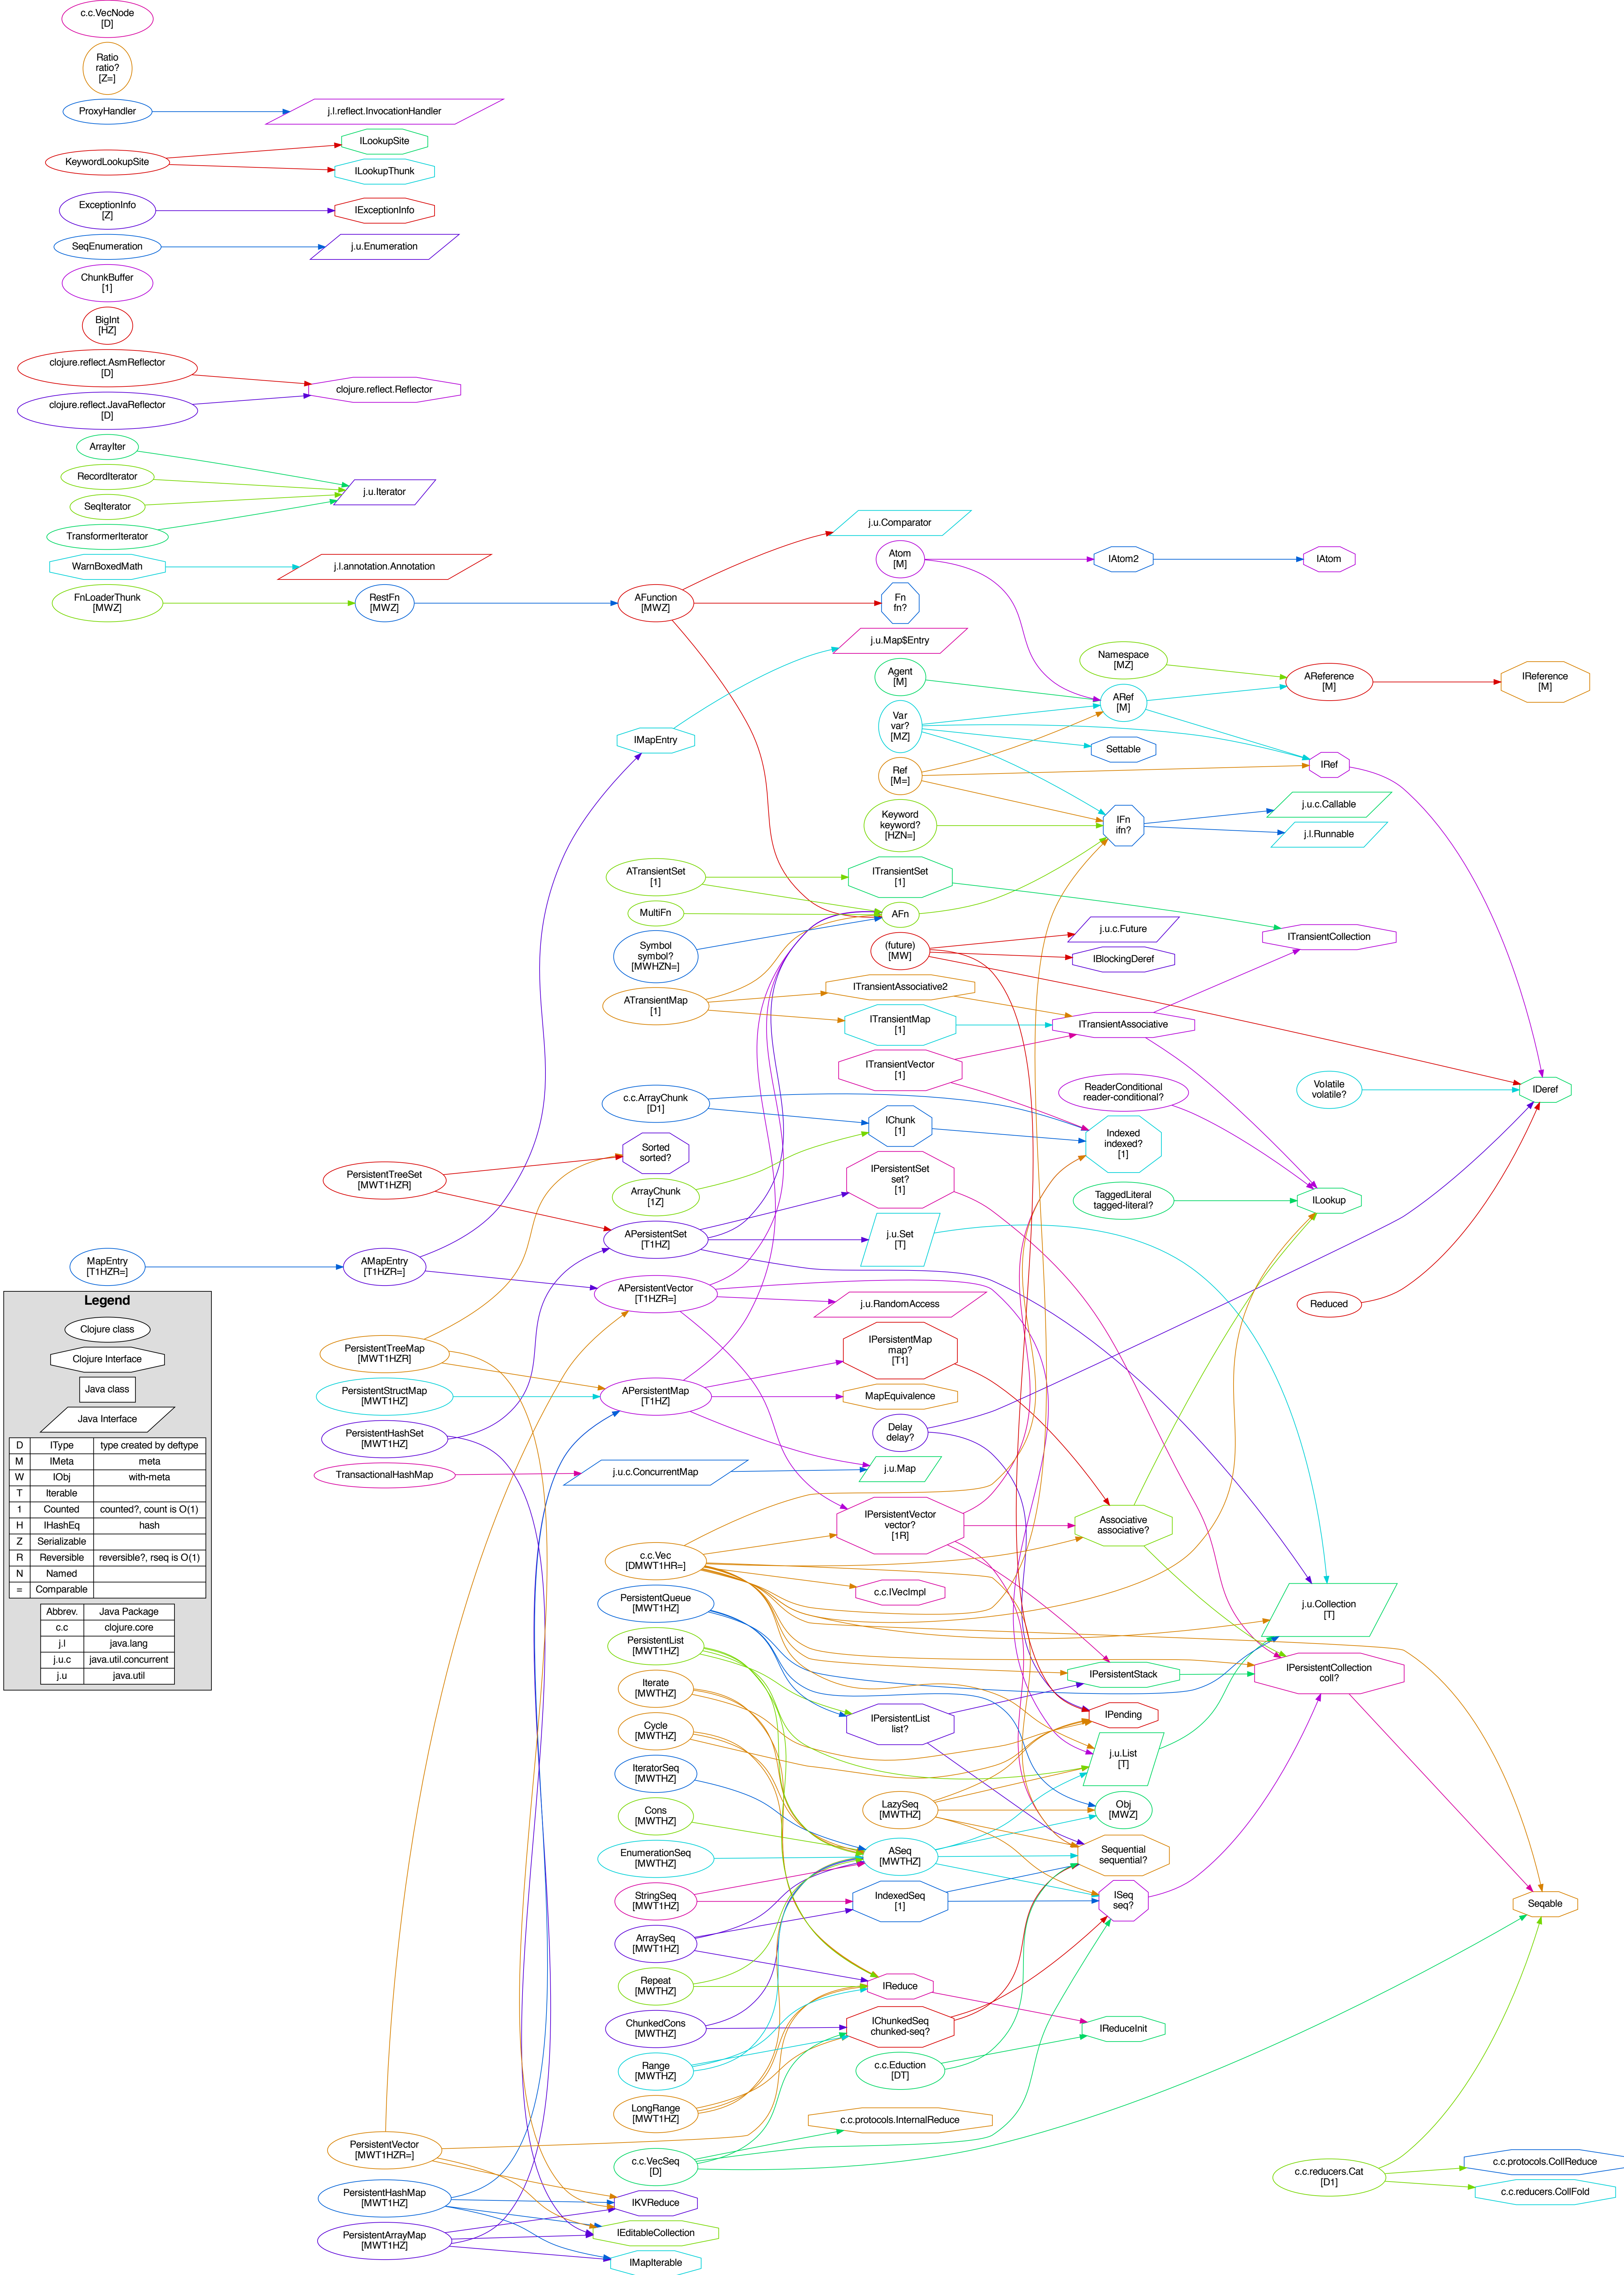 c.c.VecNode
[D]
Ratio
ratio?
[Z=]
ProxyHandler
j.l.reflect.InvocationHandler
ILookupSite
KeywordLookupSite
ILookupThunk
ExceptionInfo
[Z]
IExceptionInfo
SeqEnumeration
j.u.Enumeration
ChunkBuffer
[1]
BigInt
[HZ]
clojure.reflect.AsmReflector
[D]
clojure.reflect.Reflector
clojure.reflect.JavaReflector
[D]
ArrayIter
RecordIterator
j.u.Iterator
SeqIterator
TransformerIterator
WarnBoxedMath
j.l.annotation.Annotation
FnLoaderThunk
[MWZ]
RestFn
[MWZ]
AFunction
[MWZ]
j.u.Comparator
Atom
[M]
IAtom2
IAtom
Fn
fn?
j.u.Map$Entry
Namespace
[MZ]
Agent
[M]
ARef
[M]
AReference
[M]
IReference
[M]
Var
var?
[MZ]
IMapEntry
Settable
IRef
Ref
[M=]
Keyword
keyword?
[HZN=]
IFn
ifn?
j.u.c.Callable
j.l.Runnable
ATransientSet
[1]
ITransientSet
[1]
MultiFn
AFn
Symbol
symbol?
[MWHZN=]
(future)
[MW]
j.u.c.Future
IBlockingDeref
ITransientCollection
ATransientMap
[1]
ITransientAssociative2
ITransientMap
[1]
ITransientAssociative
ITransientVector
[1]
ReaderConditional
reader-conditional?
Volatile
volatile?
IDeref
c.c.ArrayChunk
[D1]
IChunk
[1]
Indexed
indexed?
[1]
Sorted
sorted?
PersistentTreeSet
[MWT1HZR]
ArrayChunk
[1Z]
IPersistentSet
set?
[1]
TaggedLiteral
tagged-literal?
ILookup
APersistentSet
[T1HZ]
j.u.Set
[T]
MapEntry
[T1HZR=]
AMapEntry
[T1HZR=]
APersistentVector
[T1HZR=]
j.u.RandomAccess
Reduced
PersistentTreeMap
[MWT1HZR]
IPersistentMap
map?
[T1]
PersistentStructMap
[MWT1HZ]
APersistentMap
[T1HZ]
MapEquivalence
PersistentHashSet
[MWT1HZ]
Delay
delay?
TransactionalHashMap
j.u.c.ConcurrentMap
j.u.Map
IPersistentVector
vector?
[1R]
Associative
associative?
c.c.Vec
[DMWT1HR=]
c.c.IVecImpl
PersistentQueue
[MWT1HZ]
j.u.Collection
[T]
PersistentList
[MWT1HZ]
IPersistentStack
IPersistentCollection
coll?
Iterate
[MWTHZ]
IPersistentList
list?
IPending
Cycle
[MWTHZ]
j.u.List
[T]
IteratorSeq
[MWTHZ]
LazySeq
[MWTHZ]
Obj
[MWZ]
Cons
[MWTHZ]
EnumerationSeq
[MWTHZ]
ASeq
[MWTHZ]
Sequential
sequential?
StringSeq
[MWT1HZ]
IndexedSeq
[1]
ISeq
seq?
Seqable
ArraySeq
[MWT1HZ]
Repeat
[MWTHZ]
IReduce
ChunkedCons
[MWTHZ]
IChunkedSeq
chunked-seq?
IReduceInit
Range
[MWTHZ]
c.c.Eduction
[DT]
LongRange
[MWT1HZ]
c.c.protocols.InternalReduce
PersistentVector
[MWT1HZR=]
c.c.VecSeq
[D]
c.c.reducers.Cat
[D1]
c.c.protocols.CollReduce
c.c.reducers.CollFold
PersistentHashMap
[MWT1HZ]
IKVReduce
PersistentArrayMap
[MWT1HZ]
IEditableCollection
IMapIterable
Legend
Clojure class
Clojure Interface
Java class
Java Interface
D IType type created by deftype
M IMeta meta
W IObj with-meta
T Iterable
1 Counted counted?, count is O(1)
H IHashEq hash
Z Serializable
R Reversible reversible?, rseq is O(1)
N Named
= Comparable
Abbrev. Java Package
c.c clojure.core
j.l java.lang
j.u.c java.util.concurrent
j.u java.util